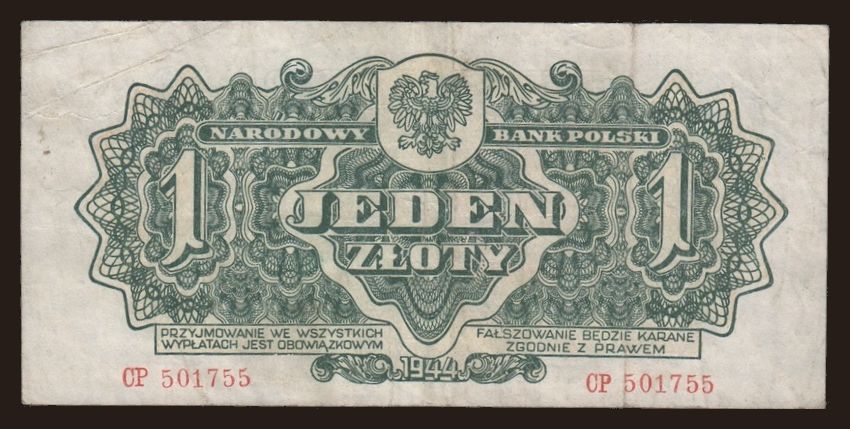 NARODOWY BANK POLSKI
1 JEDEN 1
ZŁOTY
PRZYJMOWANIE WE WSZYSTKICH
WYPŁATACH JEST OBOWIĄZKOWYM
FAŁSZOWANIE BĘDZIE KARANE
ZGODNIE Z PRAWEM
1944
CP 501755
CP 501755